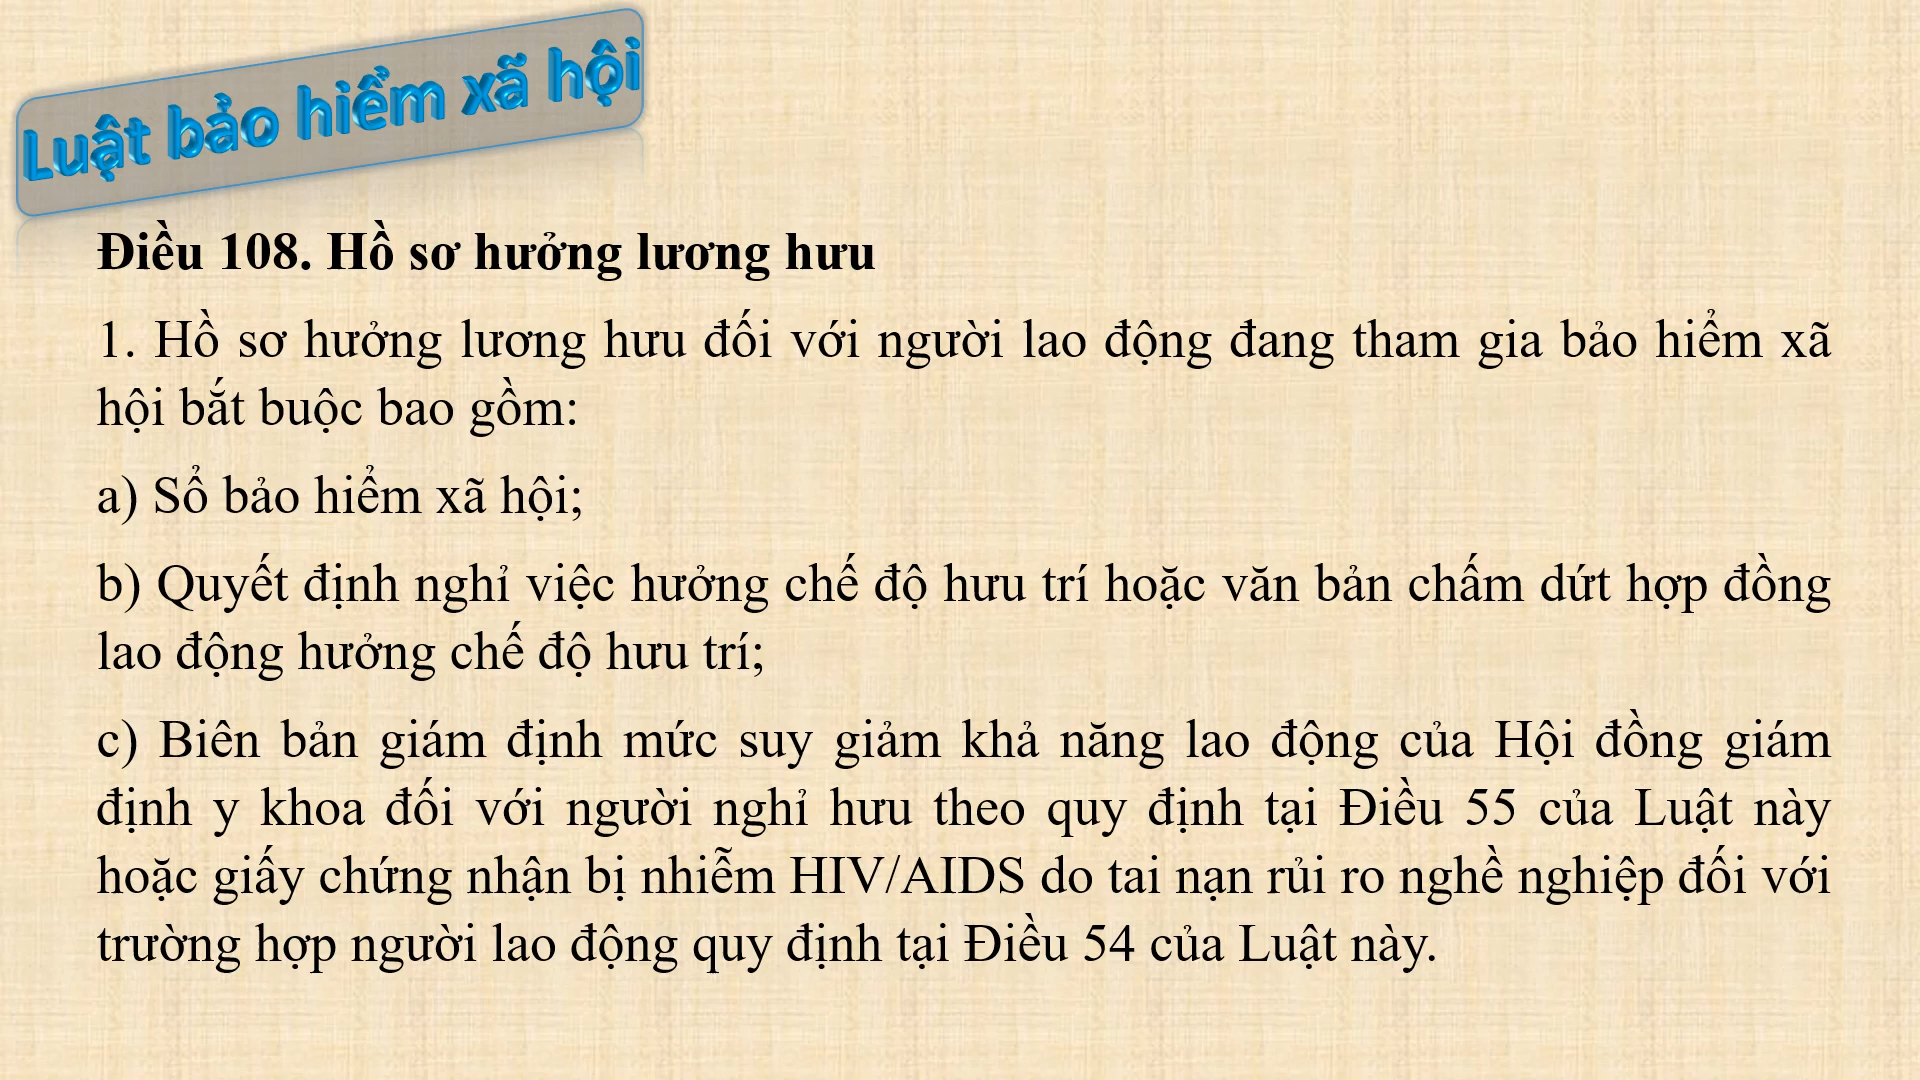 Luật bảo hiểm xã hội
Điều 108. Hồ sơ hưởng lương hưu
1. Hồ sơ hưởng lương hưu đối với người lao động đang tham gia bảo hiểm xã
hội bắt buộc bao gồm:
a) Sổ bảo hiểm xã hội;
b) Quyết định nghỉ việc hưởng chế độ hưu trí hoặc văn bản chấm dứt hợp đồng
lao động hưởng chế độ hưu trí;
c) Biên bản giám định mức suy giảm khả năng lao động của Hội đồng giám
định y khoa đối với người nghỉ hưu theo quy định tại Điều 55 của Luật này
hoặc giấy chứng nhận bị nhiễm HIV/AIDS do tai nạn rủi ro nghề nghiệp đối với
trường hợp người lao động quy định tại Điều 54 của Luật này.